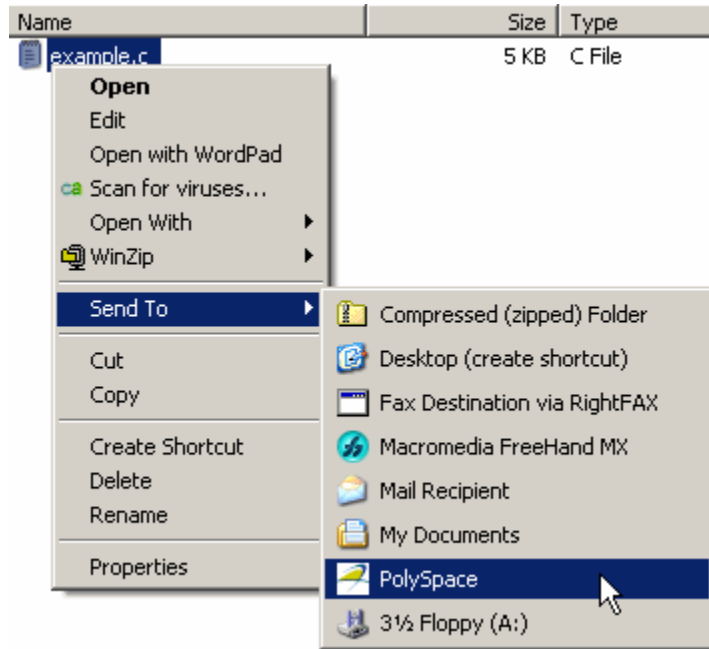 Name Size Type
example.c 5 KB C File
Open
Edit
Open with WordPad
ca Scan for viruses...
Open With
WinZip
Send To
Compressed (zipped) Folder
Cut
Desktop (create shortcut)
Copy
Fax Destination via RightFAX
Create Shortcut
Macromedia FreeHand MX
Delete
Mail Recipient
Rename
My Documents
Properties
PolySpace
3½ Floppy (A:)